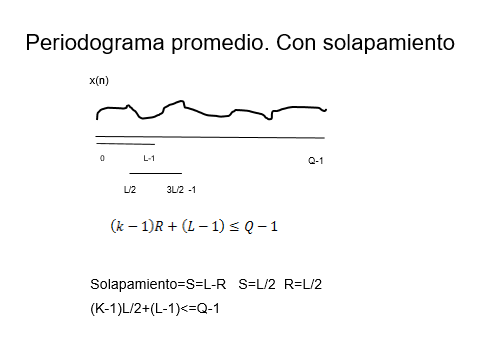 Periodograma promedio. Con solapamiento
x(n)
0 L-1 Q-1
L/2 3L/2 -1
(k − 1)R + (L − 1) ≤ Q − 1
Solapamiento=S=L-R S=L/2 R=L/2
(K-1)L/2+(L-1)<=Q-1